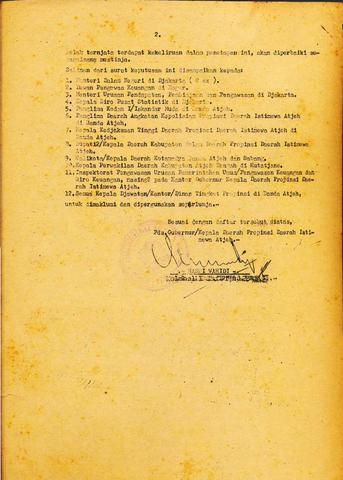 2.
ternjata terdapat kekeliruan dalam penetapan ini, akan diperbaiki se-
bagaimana mestinja.
Salinan dari surat keputusan ini disampaikan kepada:
1. Menteri Dalam Negeri di Djakarta (
2. Dewan Pengawas Keuangan di Bogor.
3. Menteri Urusan Pendapatan, Pembiajaan dan Pengawasan di Djakarta.
4. Kepala Biro Pusat Statistik di Djakarta.
5. Panglima Kodam I/Iskandar Muda di Banda Atjeh.
6. Panglima Daerah Angkatan Kepolisian Propinsi Daerah Istimewa Atjeh
di Banda Atjeh.
7. Kepala Kedjaksaan Tinggi Daerah Propinsi Daerah Istimewa Atjeh di
Banda Atjeh.
8. Bupati2/Kepala Daerah Kabupaten dalam Daerah Propinsi Daerah Istimewa
Atjeh.
9. Walikota/Kepala Daerah Kotamadya Banda Atjeh dan Sabang.
10. Kepala Perwakilan Daerah Kabupaten Atjeh Daerah di Kutatjane.
11. Inspektorat Pengawasan Urusan Pemerintahan Umum/Pengawasan Keuangan dan
Biro Keuangan, masing2 pada Kantor Gubernur Kepala Daerah Propinsi Dae-
rah Istimewa Atjeh.
12. Semua Kepala Djawatan/Kantor/Dinas Tingkat Propinsi di Banda Atjeh,
untuk dimaklumi dan dipergunakan seperlunja.
Sesuai dengan daftar tersebut diatas,
Pds. Gubernur/Kepala Daerah Propinsi Daerah Isti-
mewa Atjeh.
WAHIDI